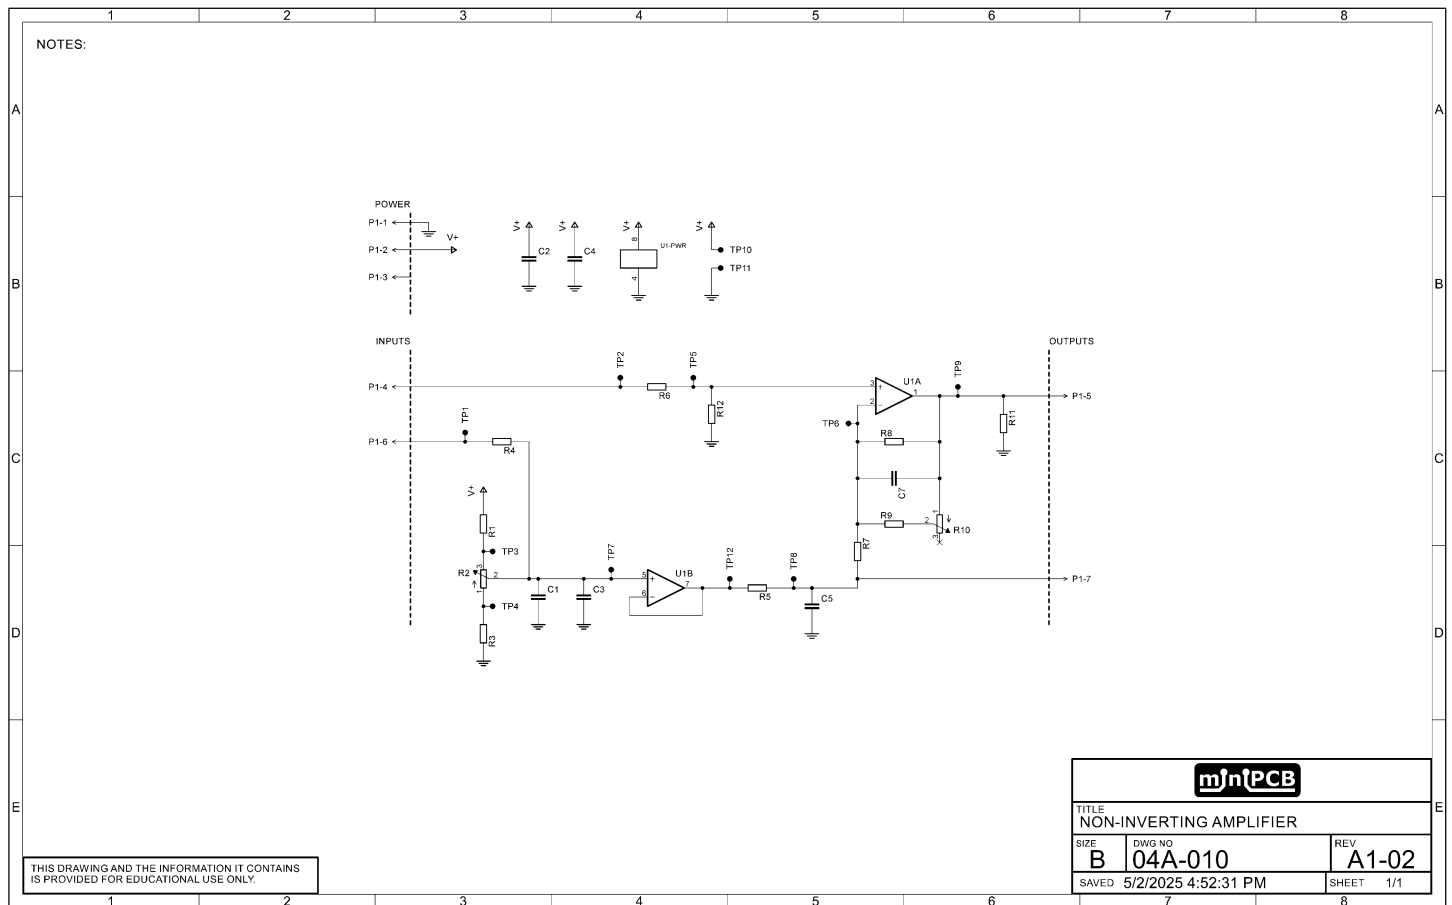 1 2 3 4 5 6 7 8
NOTES:
A A
POWER
P1-1
P1-2 V+
P1-3
V+ C2
V+ C4
V+ 8 U1-PWR 4
V+ TP10
TP11
B B
INPUTS
OUTPUTS
P1-4 TP2 R6 TP5 R12
3 + 2 − U1A 1 TP9 P1-5
R11
TP6
P1-6 TP1 R4
R8
C C
C7
V+ R1
R9 2 1 3 R10
TP3
R7
R2 3 2 1
TP4
R3
C1 C3 TP7
5 + 6 − U1B 7
TP12 R5 TP8 C5
P1-7
D D
E E
miniPCB
TITLE
NON-INVERTING AMPLIFIER
SIZE DWG NO REV
B 04A-010 A1-02
SAVED 5/2/2025 4:52:31 PM SHEET 1/1
THIS DRAWING AND THE INFORMATION IT CONTAINS
IS PROVIDED FOR EDUCATIONAL USE ONLY.
1 2 3 4 5 6 7 8